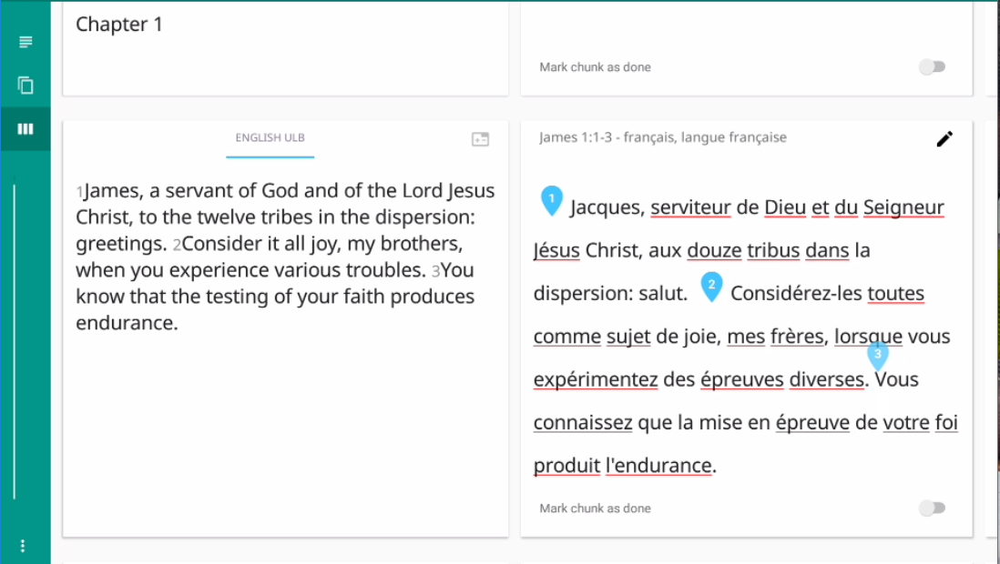 Chapter 1
Mark chunk as done
ENGLISH ULB
1James, a servant of God and of the Lord Jesus
Christ, to the twelve tribes in the dispersion:
greetings. 2Consider it all joy, my brothers,
when you experience various troubles. 3You
know that the testing of your faith produces
endurance.
James 1:1-3 - français, langue française
1 Jacques, serviteur de Dieu et du Seigneur
Jésus Christ, aux douze tribus dans la
dispersion: salut. 2 Considérez-les toutes
comme sujet de joie, mes frères, lorsque vous
expérimentez des épreuves diverses. 3 Vous
connaissez que la mise en épreuve de votre foi
produit l'endurance.
Mark chunk as done